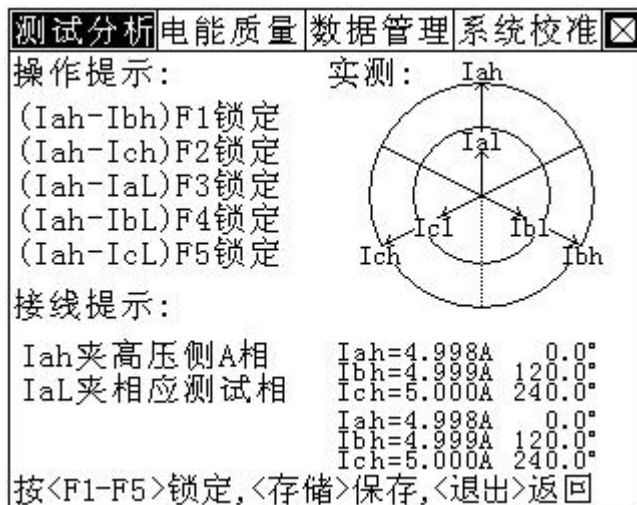 测试分析 电能质量 数据管理 系统校准
操作提示:
(Iah-Ibh)F1锁定
(Iah-Ich)F2锁定
(Iah-IaL)F3锁定
(Iah-IbL)F4锁定
(Iah-IcL)F5锁定
接线提示:
Iah夹高压侧A相
IaL夹相应测试相
实测:
Iah
Ial
Icl
Ibl
Ich
Ibh
Iah=4.998A 0.0°
Ibh=4.999A 120.0°
Ich=5.000A 240.0°
Iah=4.998A 0.0°
Ibh=4.999A 120.0°
Ich=5.000A 240.0°
按<F1-F5>锁定,<存储>保存,<退出>返回